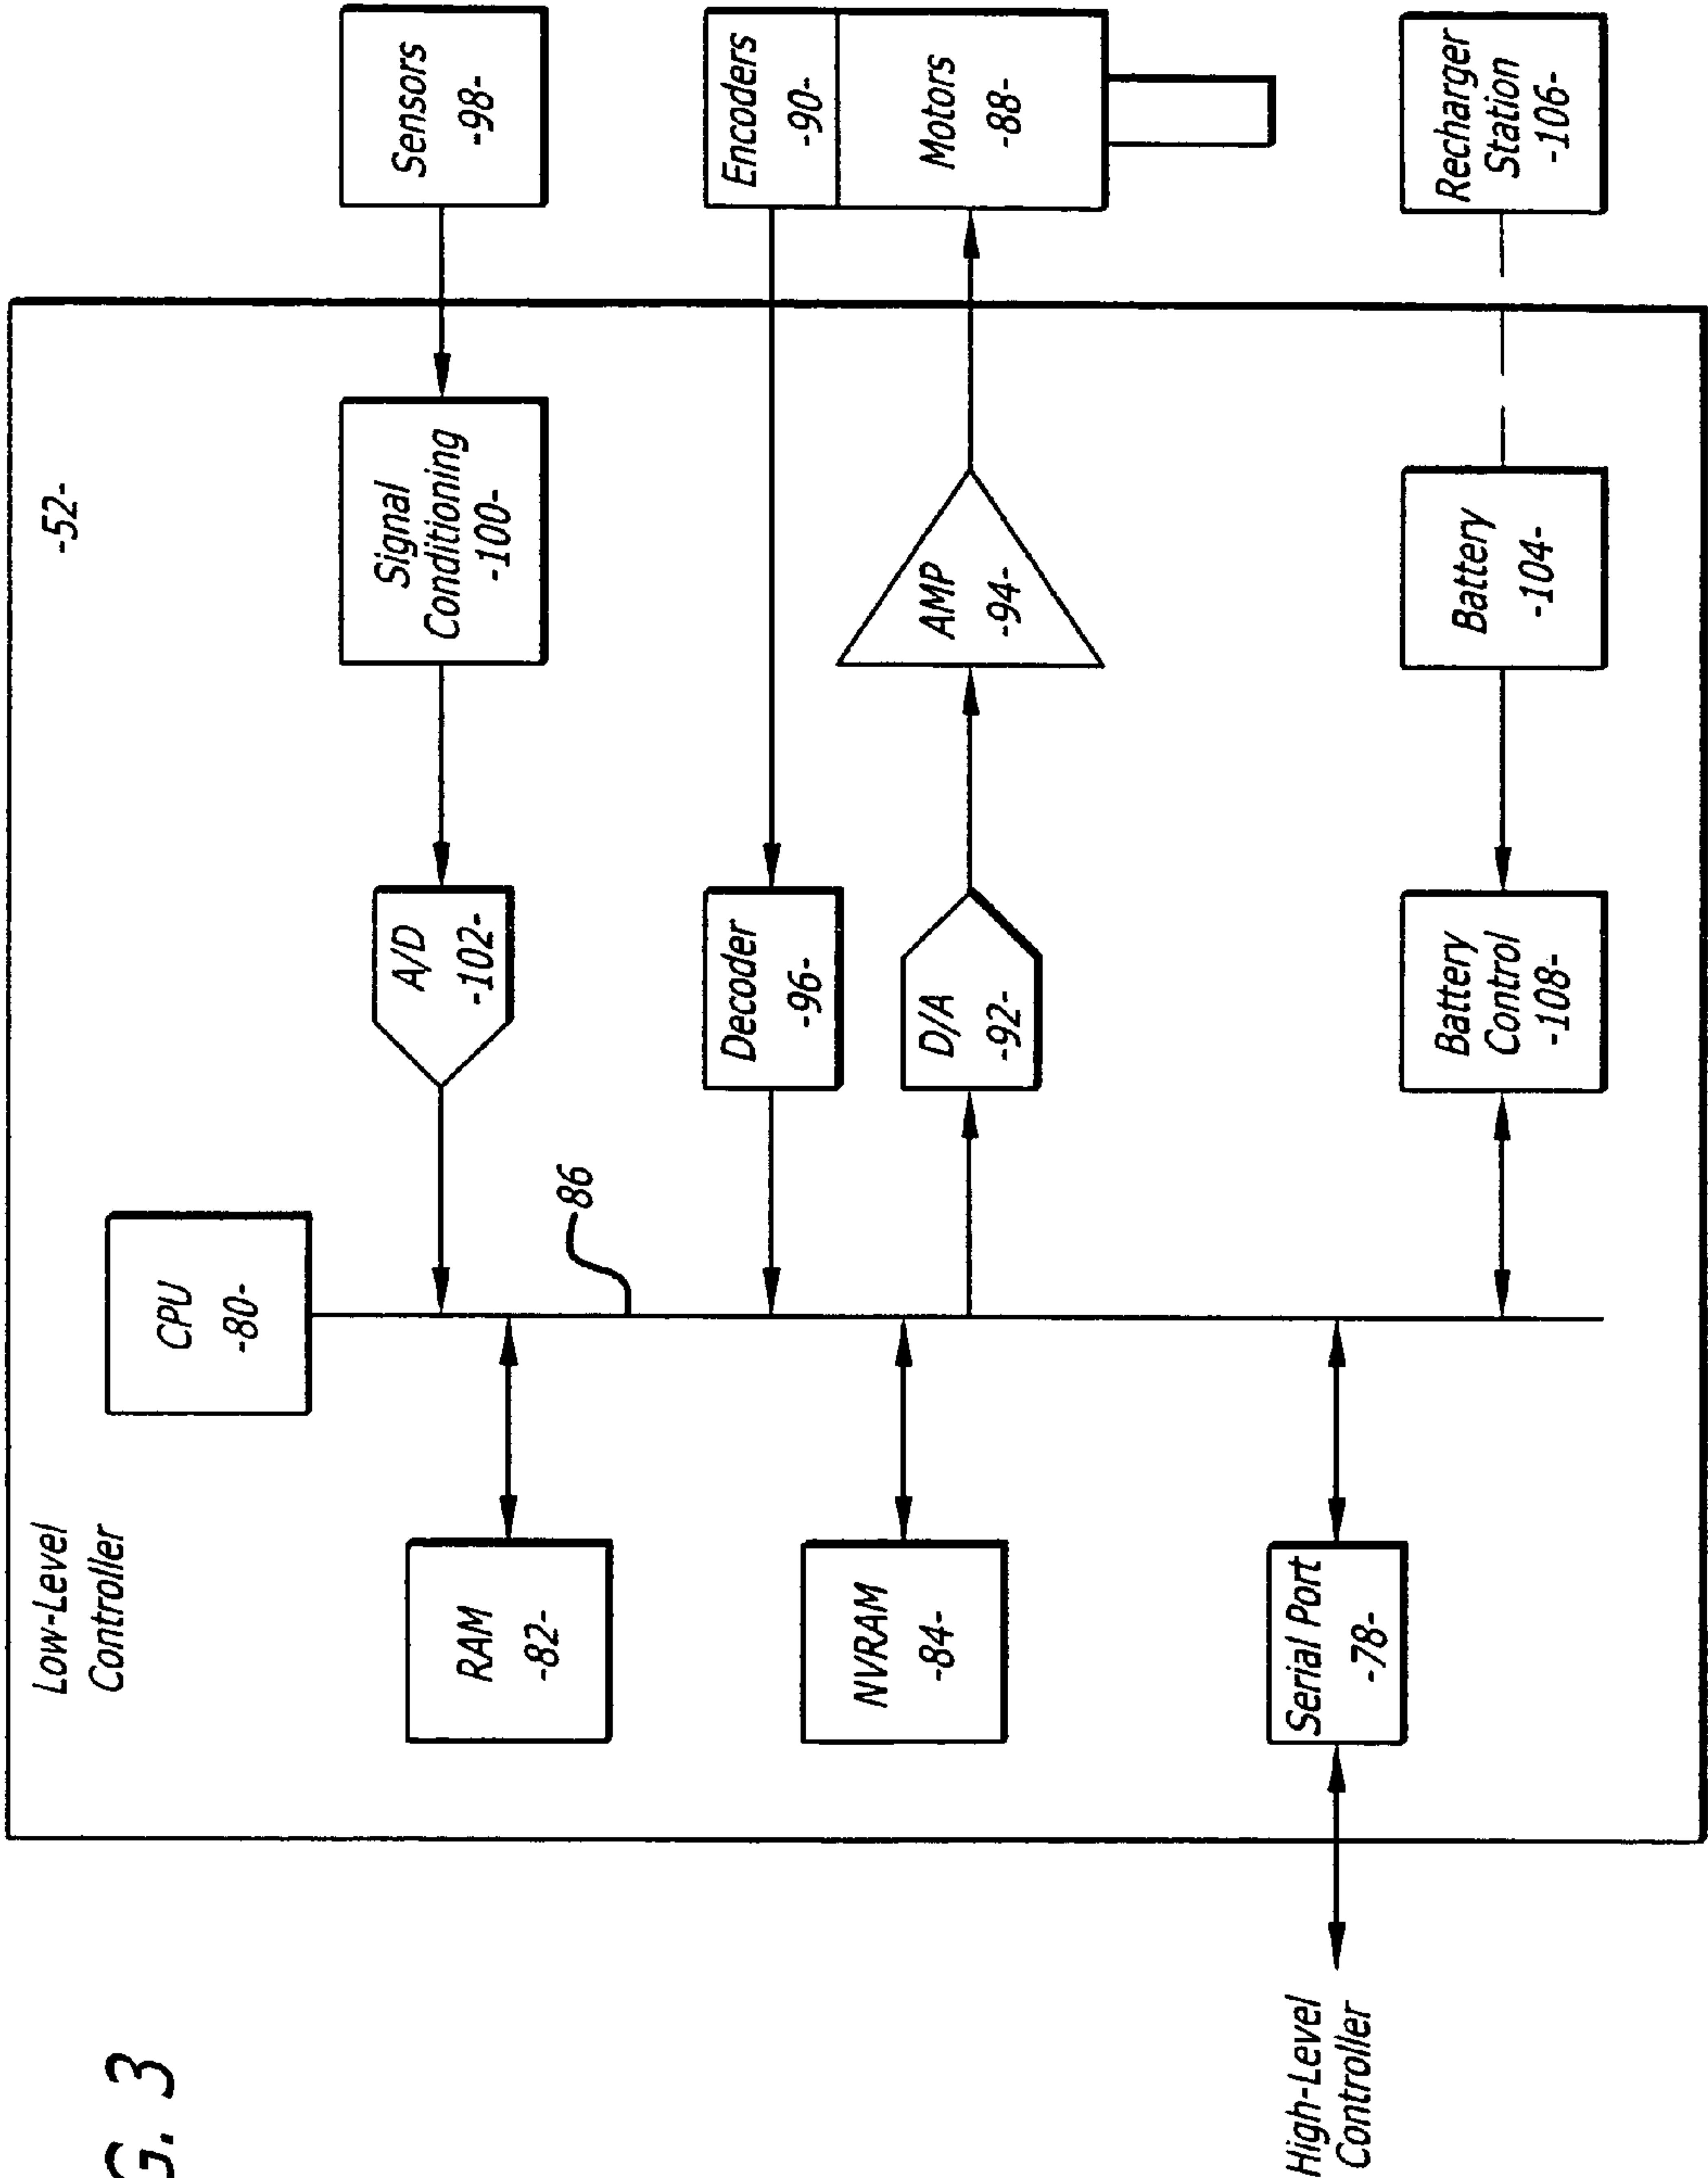 G. 3
Low-Level
Controller
-52-
CPU
-80-
RAM
-82-
NVRAM
-84-
Serial Port
-78-
High-Level
Controller
86
A/D
-102-
Signal
Conditioning
-100-
Sensors
-98-
Decoder
-96-
Encoders
-90-
D/A
-92-
AMP
-94-
Motors
-88-
Battery
Control
-108-
Battery
-104-
Recharger
Station
-106-